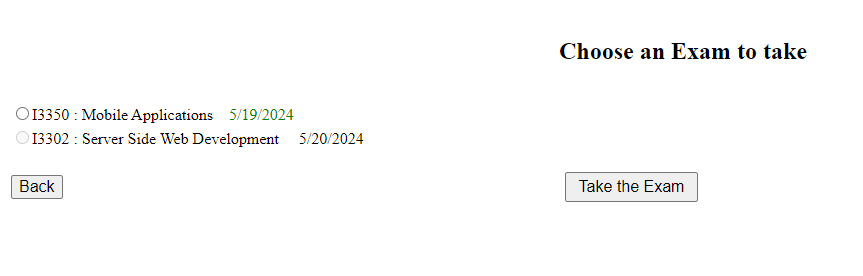 Choose an Exam to take
I3350 : Mobile Applications 5/19/2024
I3302 : Server Side Web Development 5/20/2024
Back
Take the Exam